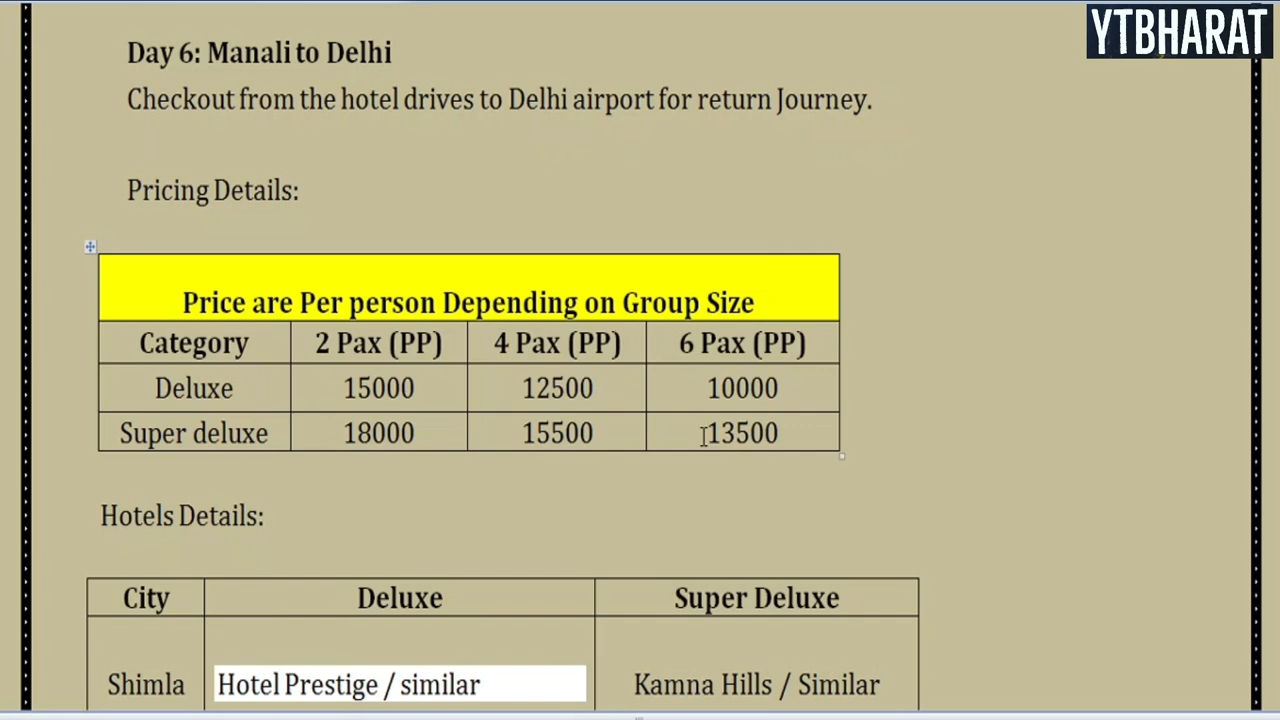 YTBHARAT
Day 6: Manali to Delhi
Checkout from the hotel drives to Delhi airport for return Journey.
Pricing Details:
Price are Per person Depending on Group Size
Category 2 Pax (PP) 4 Pax (PP) 6 Pax (PP)
Deluxe 15000 12500 10000
Super deluxe 18000 15500 13500
Hotels Details:
City Deluxe Super Deluxe
Shimla Hotel Prestige / similar Kamna Hills / Similar